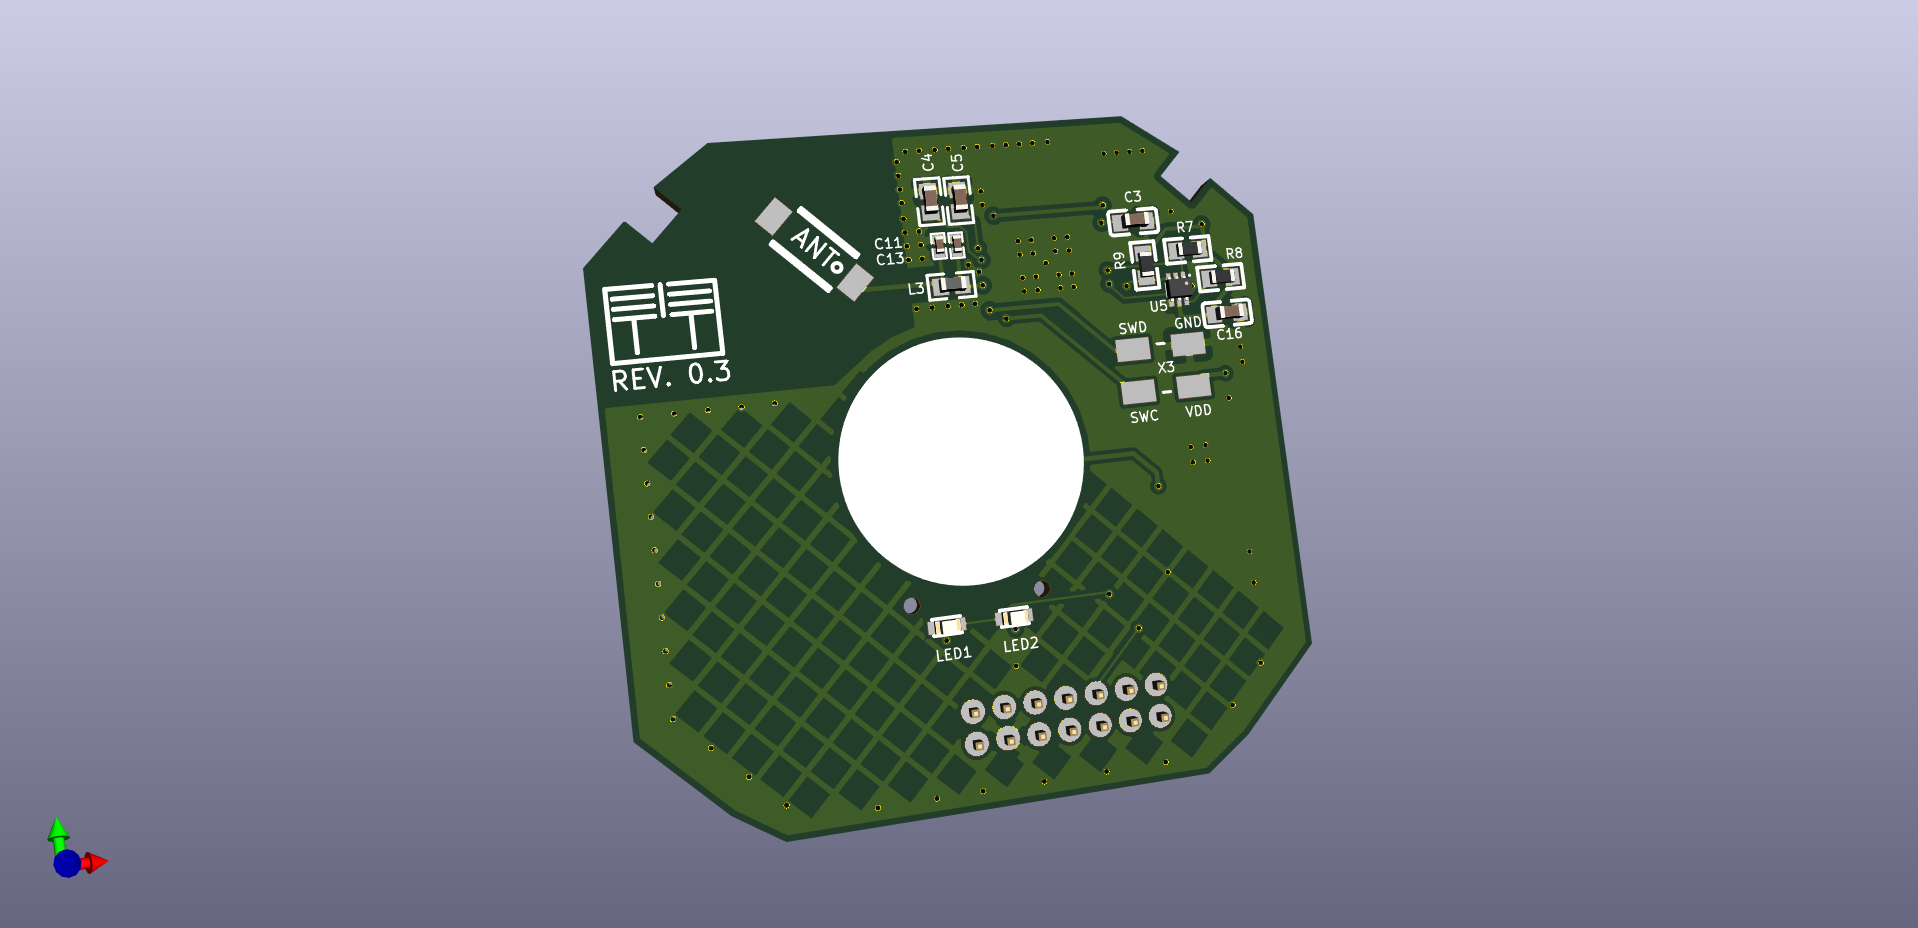 C4
C5
C3
ANT
C11
C13
R7
R9
R8
L3
U5
GND
SWD
C16
X3
REV. 0.3
SWC
VDD
LED1
LED2